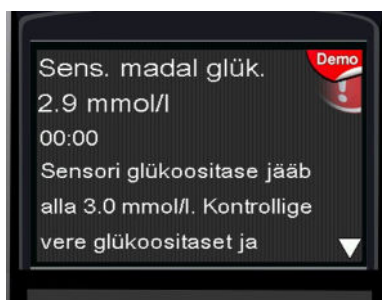 Sens. madal glük.
Demo
2.9 mmol/l
00:00
Sensori glükoositase jääb
alla 3.0 mmol/l. Kontrollige
vere glükoositaset ja